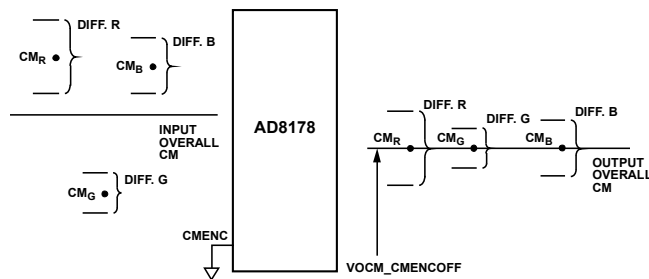 DIFF. R
CMR
DIFF. B
CMB
INPUT
OVERALL
CM
DIFF. G
CMG
CMENC
AD8178
DIFF. R
CMR
DIFF. G
CMG
DIFF. B
CMB
OUTPUT
OVERALL
CM
VOCM_CMENCOFF